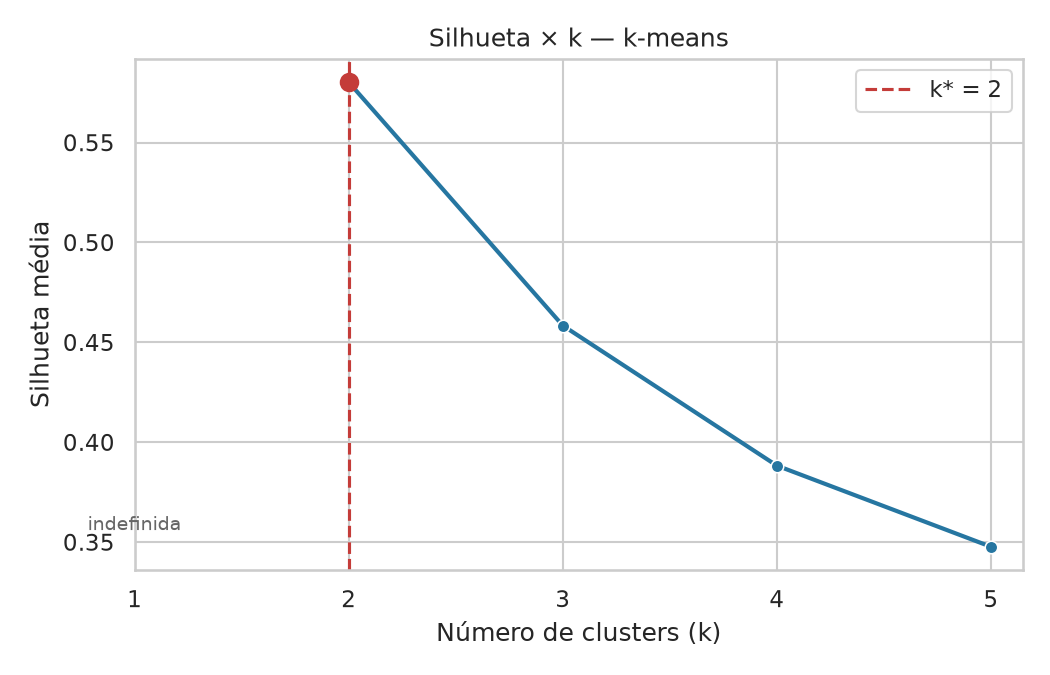 Silhueta × k — k-means
k* = 2
Silhueta média
0.55
0.50
0.45
0.40
indefinida
0.35
1 2 3 4 5
Número de clusters (k)